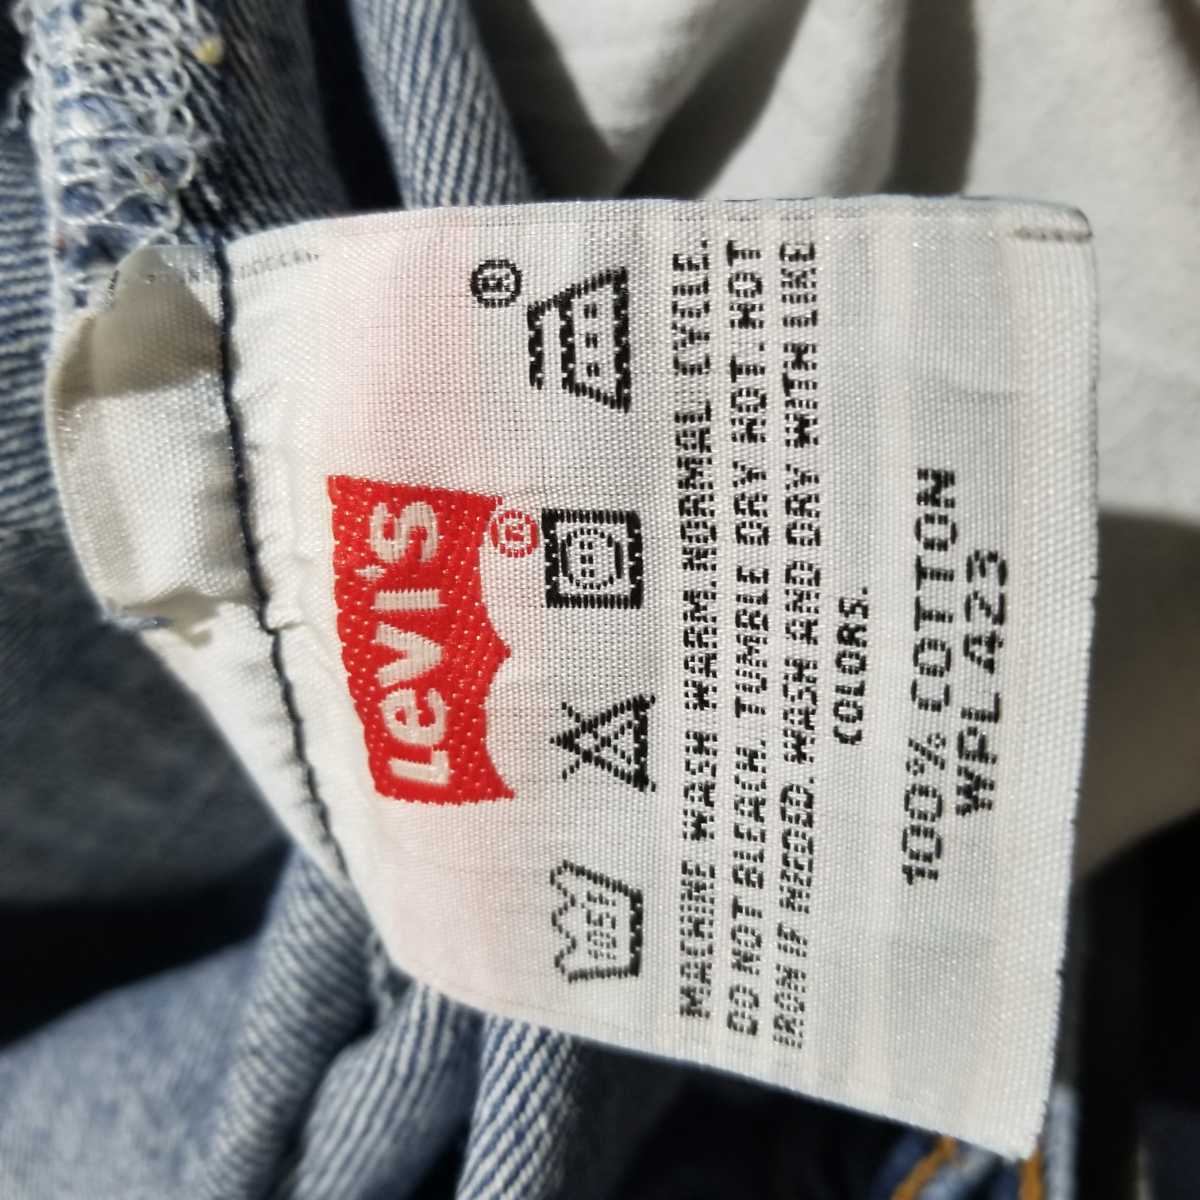 Levi's®
105F ®
MACHINE WASH WARM. NORMAL CYCLE.
DO NOT BLEACH. TUMBLE DRY HOT. HOT
IRON IF NEEDED. WASH AND DRY WITH LIKE
COLORS.
100% COTTON
WPL 423